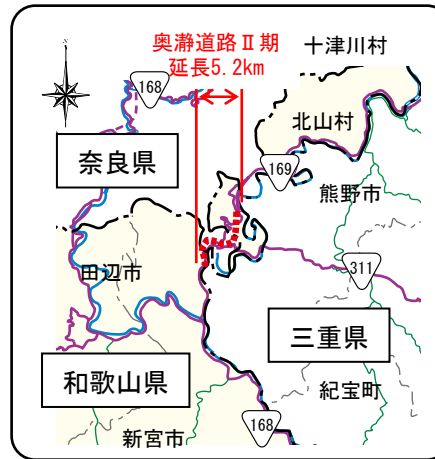 奥瀞道路Ⅱ期
延長5.2km
十津川村
168
北山村
奈良県
169
熊野市
田辺市
311
三重県
和歌山県
紀宝町
168
新宮市